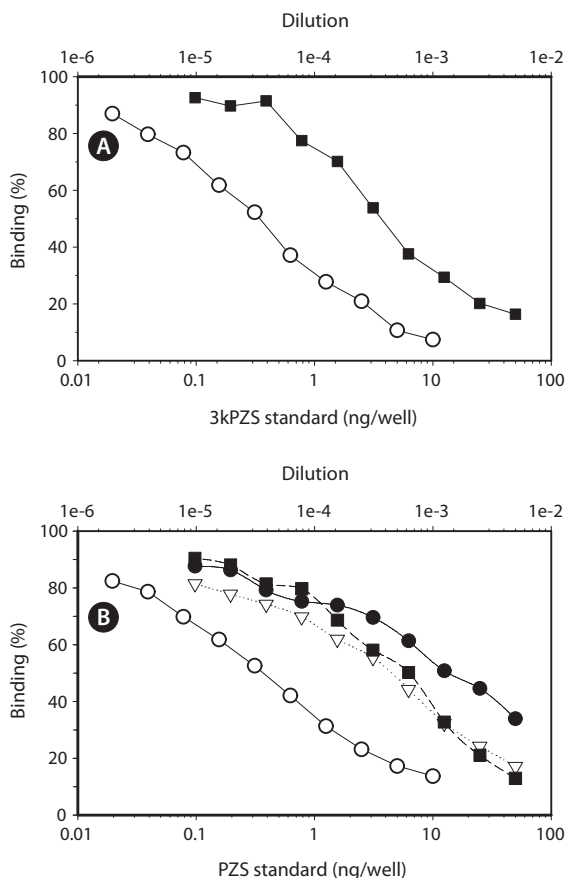 Dilution
1e-6 1e-5 1e-4 1e-3 1e-2
100
80
60
40
20
0
Binding (%)
A
0.01 0.1 1 10 100
3kPZS standard (ng/well)
Dilution
1e-6 1e-5 1e-4 1e-3 1e-2
100
80
60
40
20
0
Binding (%)
B
0.01 0.1 1 10 100
PZS standard (ng/well)